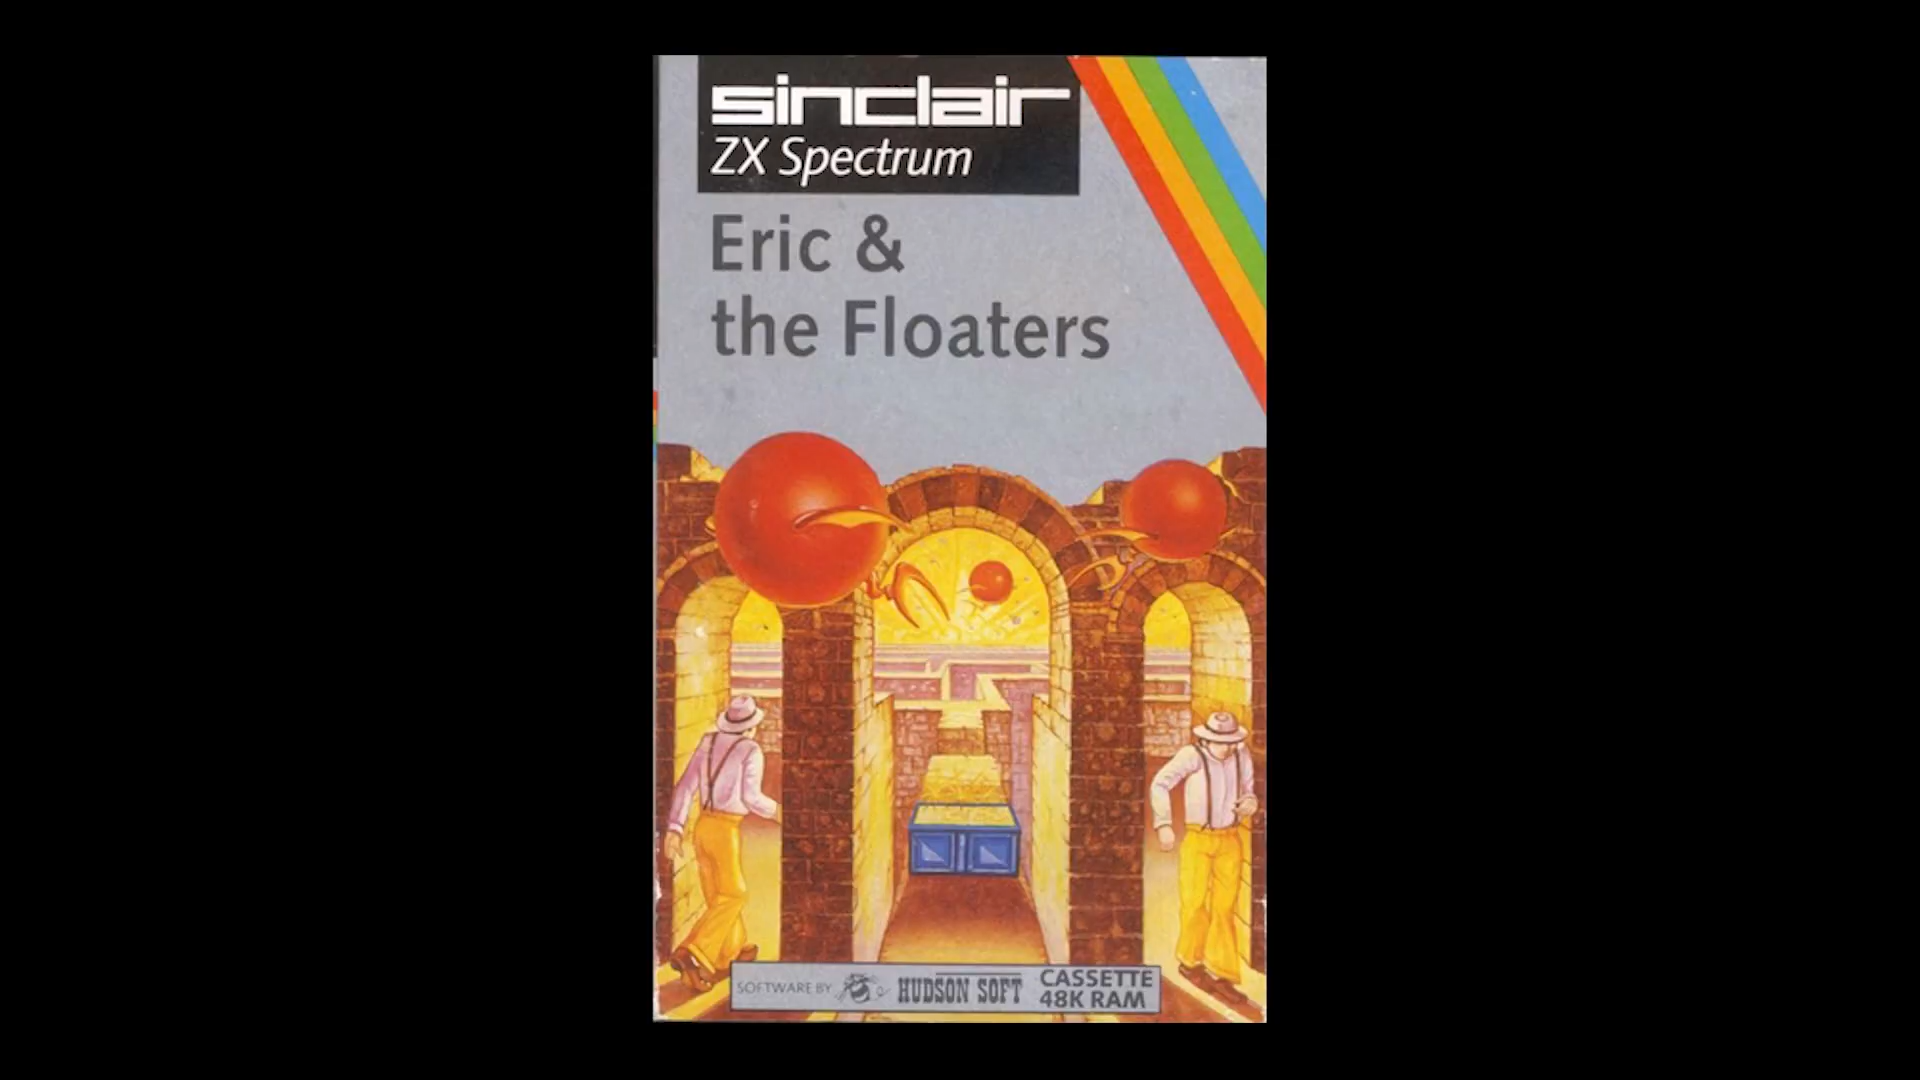 sinclair
ZX Spectrum
Eric &
the Floaters
SOFTWARE BY HUDSON SOFT
CASSETTE
48K RAM